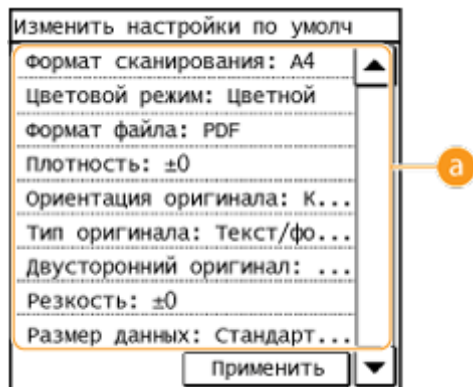 Изменить настройки по умолч
Формат сканирования: A4
Цветовой режим: Цветной
Формат файла: PDF
Плотность: ±0
Ориентация оригинала: К...
Тип оригинала: Текст/фо...
Двусторонний оригинал: ...
Резкость: ±0
Размер данных: Стандарт...
Применить
a